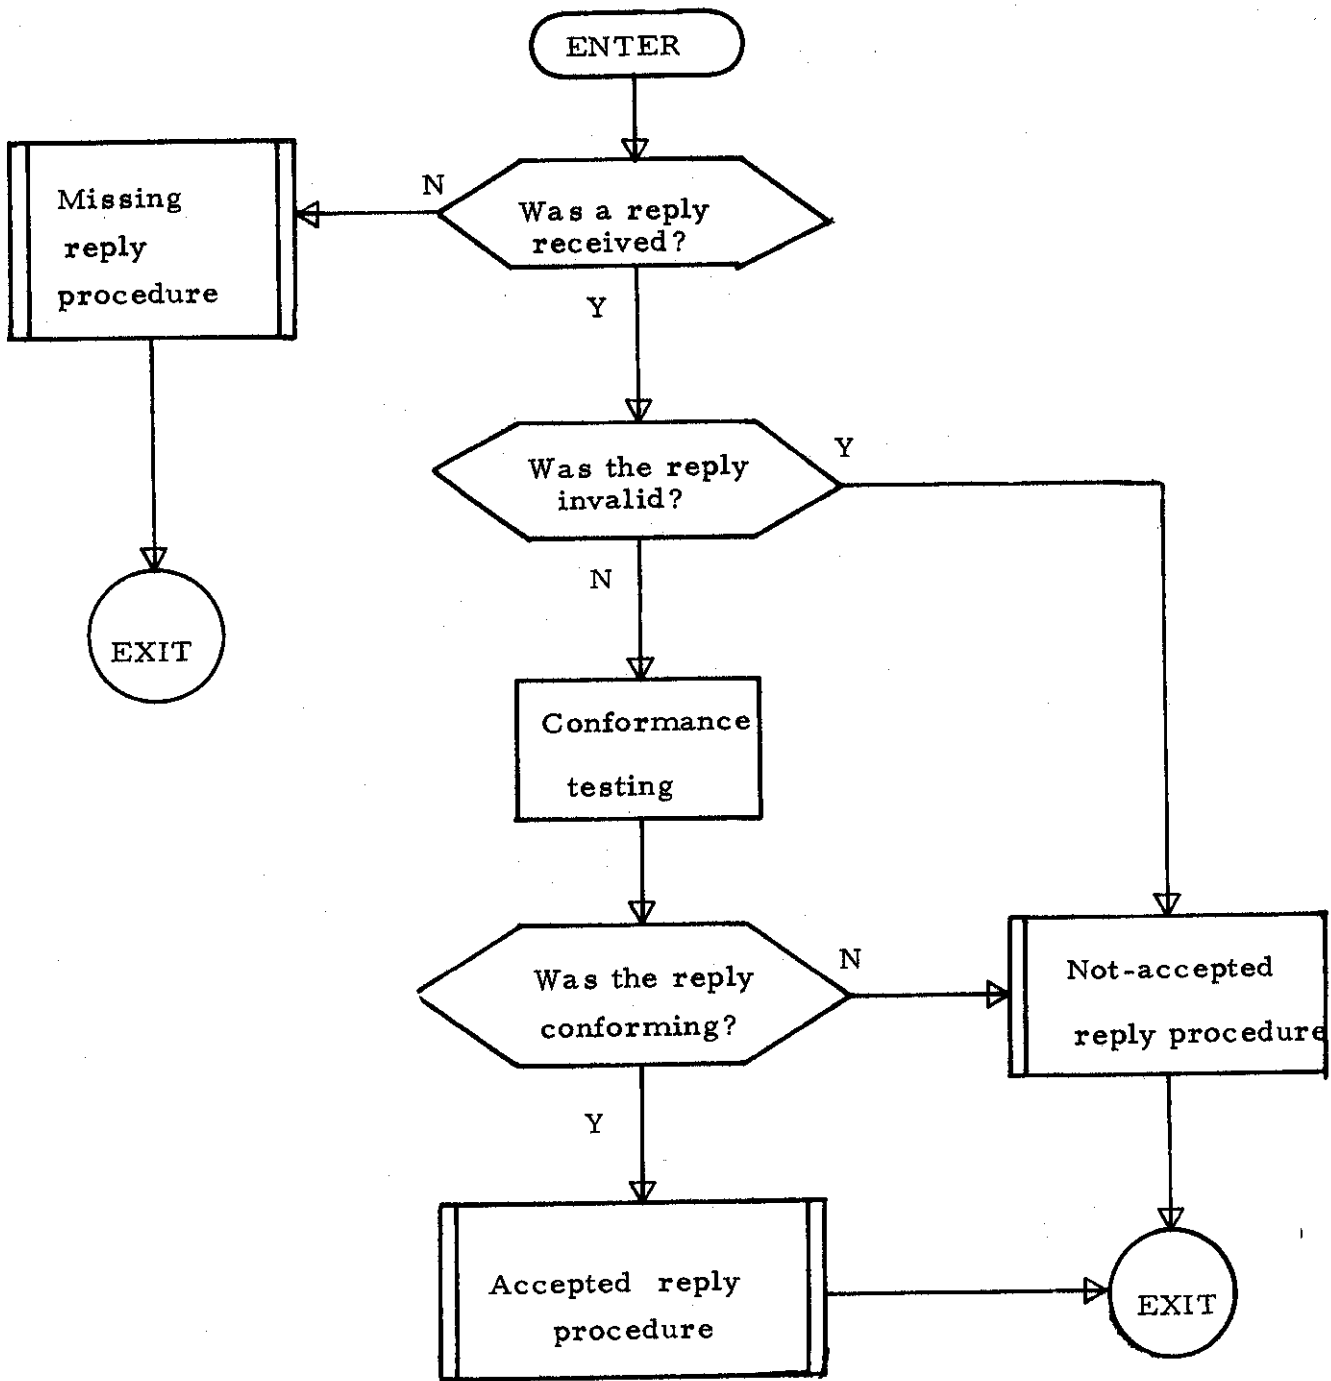 ENTER
N
Was a reply
received?
Missing
reply
procedure
Y
Was the reply
invalid?
Y
N
EXIT
Conformance
testing
Was the reply
conforming?
N
Not-accepted
reply procedure
Y
Accepted reply
procedure
EXIT